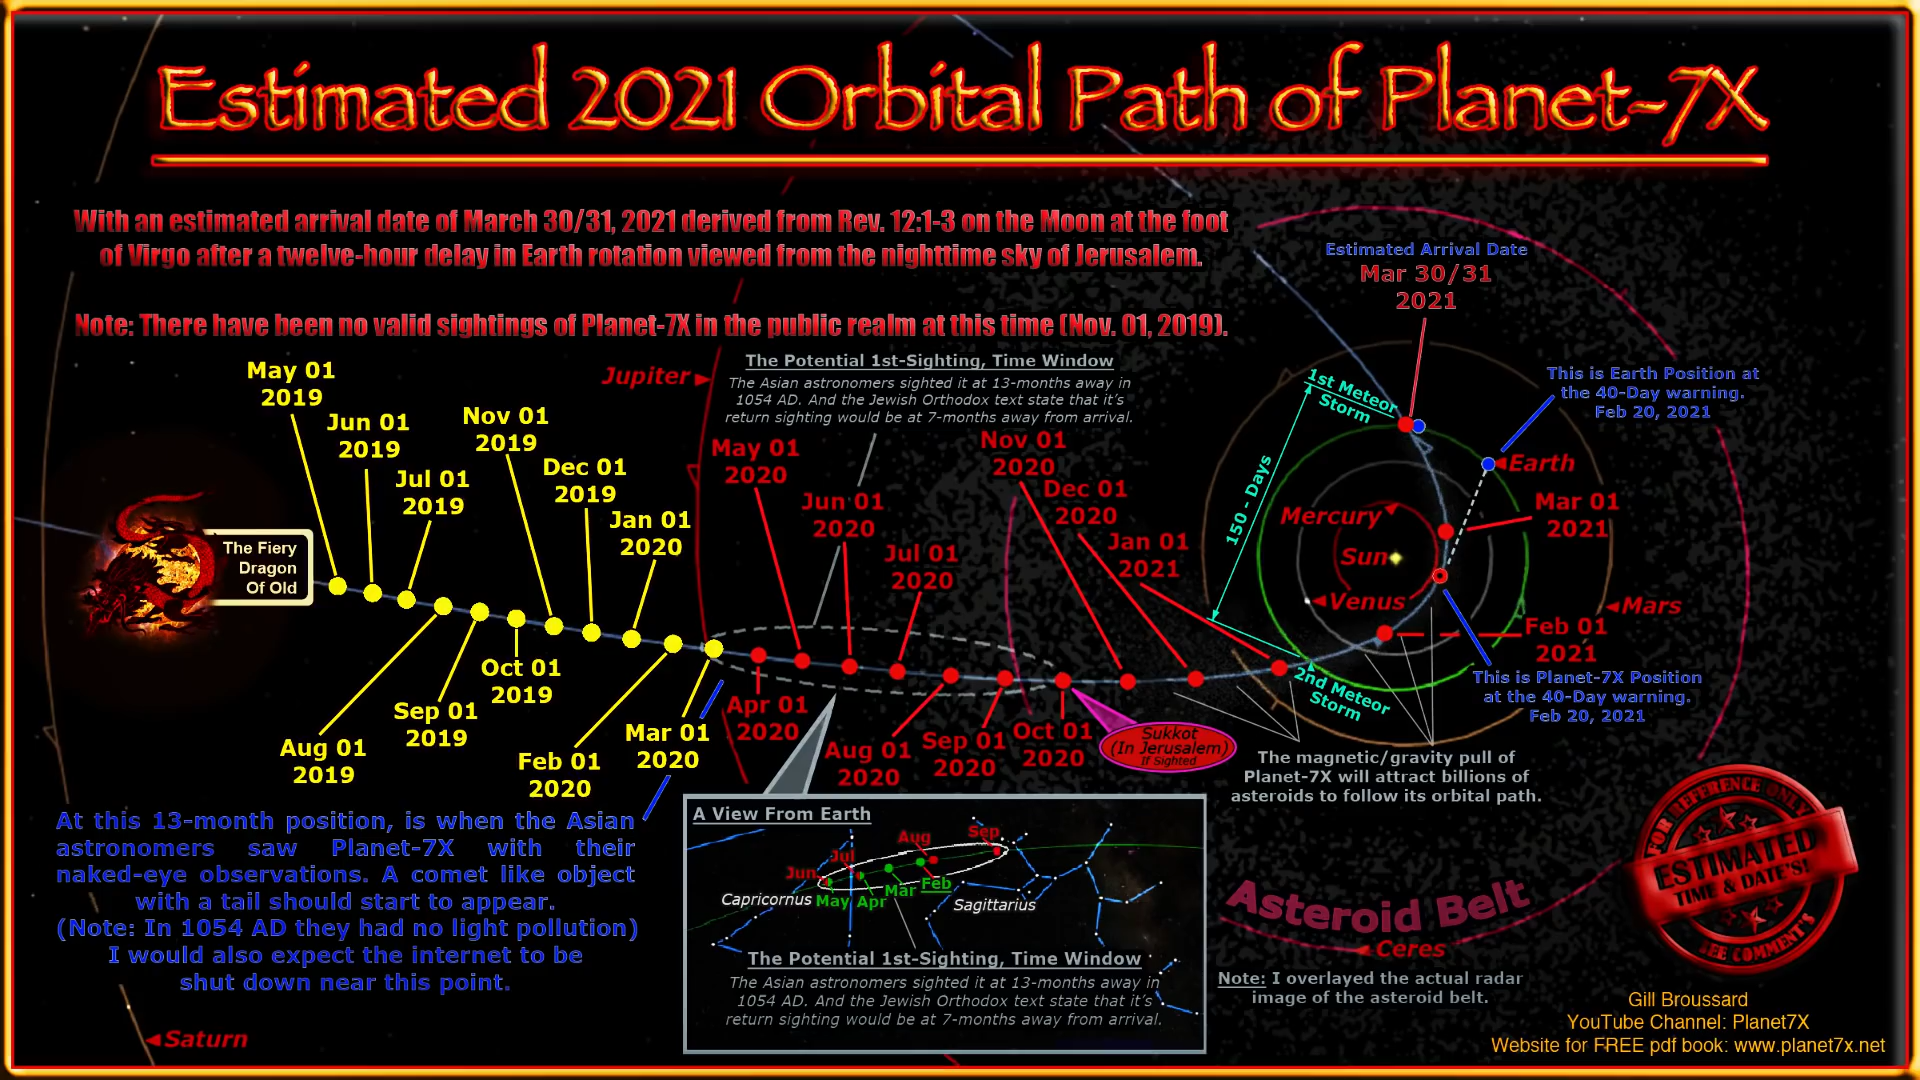 Estimated 2021 Orbital Path of Planet-7X
With an estimated arrival date of March 30/31, 2021 derived from Rev. 12:1-3 on the Moon at the foot
of Virgo after a twelve-hour delay in Earth rotation viewed from the nighttime sky of Jerusalem.
Note: There have been no valid sightings of Planet-7X in the public realm at this time (Nov. 01, 2019).
The Fiery
Dragon
Of Old
May 01
2019
Jun 01
2019
Jul 01
2019
Nov 01
2019
Dec 01
2019
Jan 01
2020
Aug 01
2019
Sep 01
2019
Oct 01
2019
Feb 01
2020
Mar 01
2020
Jupiter
The Potential 1st-Sighting, Time Window
The Asian astronomers sighted it at 13-months away in
1054 AD. And the Jewish Orthodox text state that it's
return sighting would be at 7-months away from arrival.
May 01
2020
Jun 01
2020
Jul 01
2020
Nov 01
2020
Dec 01
2020
Jan 01
2021
Apr 01
2020
Aug 01
2020
Sep 01
2020
Oct 01
2020
Sukkot
(In Jerusalem)
If Sighted
Estimated Arrival Date
Mar 30/31
2021
1st Meteor
Storm
150 - Days
2nd Meteor
Storm
This is Earth Position at
the 40-Day warning.
Feb 20, 2021
Earth
Mar 01
2021
Mercury
Sun
Venus
Mars
Feb 01
2021
This is Planet-7X Position
at the 40-Day warning.
Feb 20, 2021
The magnetic/gravity pull of
Planet-7X will attract billions of
asteroids to follow its orbital path.
At this 13-month position, is when the Asian
astronomers saw Planet-7X with their
naked-eye observations. A comet like object
with a tail should start to appear.
(Note: In 1054 AD they had no light pollution)
I would also expect the internet to be
shut down near this point.
Saturn
A View From Earth
Jun
Jul
Aug
Sep
Capricornus
May
Apr
Mar
Feb
Sagittarius
The Potential 1st-Sighting, Time Window
The Asian astronomers sighted it at 13-months away in
1054 AD. And the Jewish Orthodox text state that it's
return sighting would be at 7-months away from arrival.
Asteroid Belt
Ceres
Note: I overlayed the actual radar
image of the asteroid belt.
FOR REFERENCE ONLY
ESTIMATED
TIME & DATE'S!
SEE COMMENT'S
Gill Broussard
YouTube Channel: Planet7X
Website for FREE pdf book: www.planet7x.net